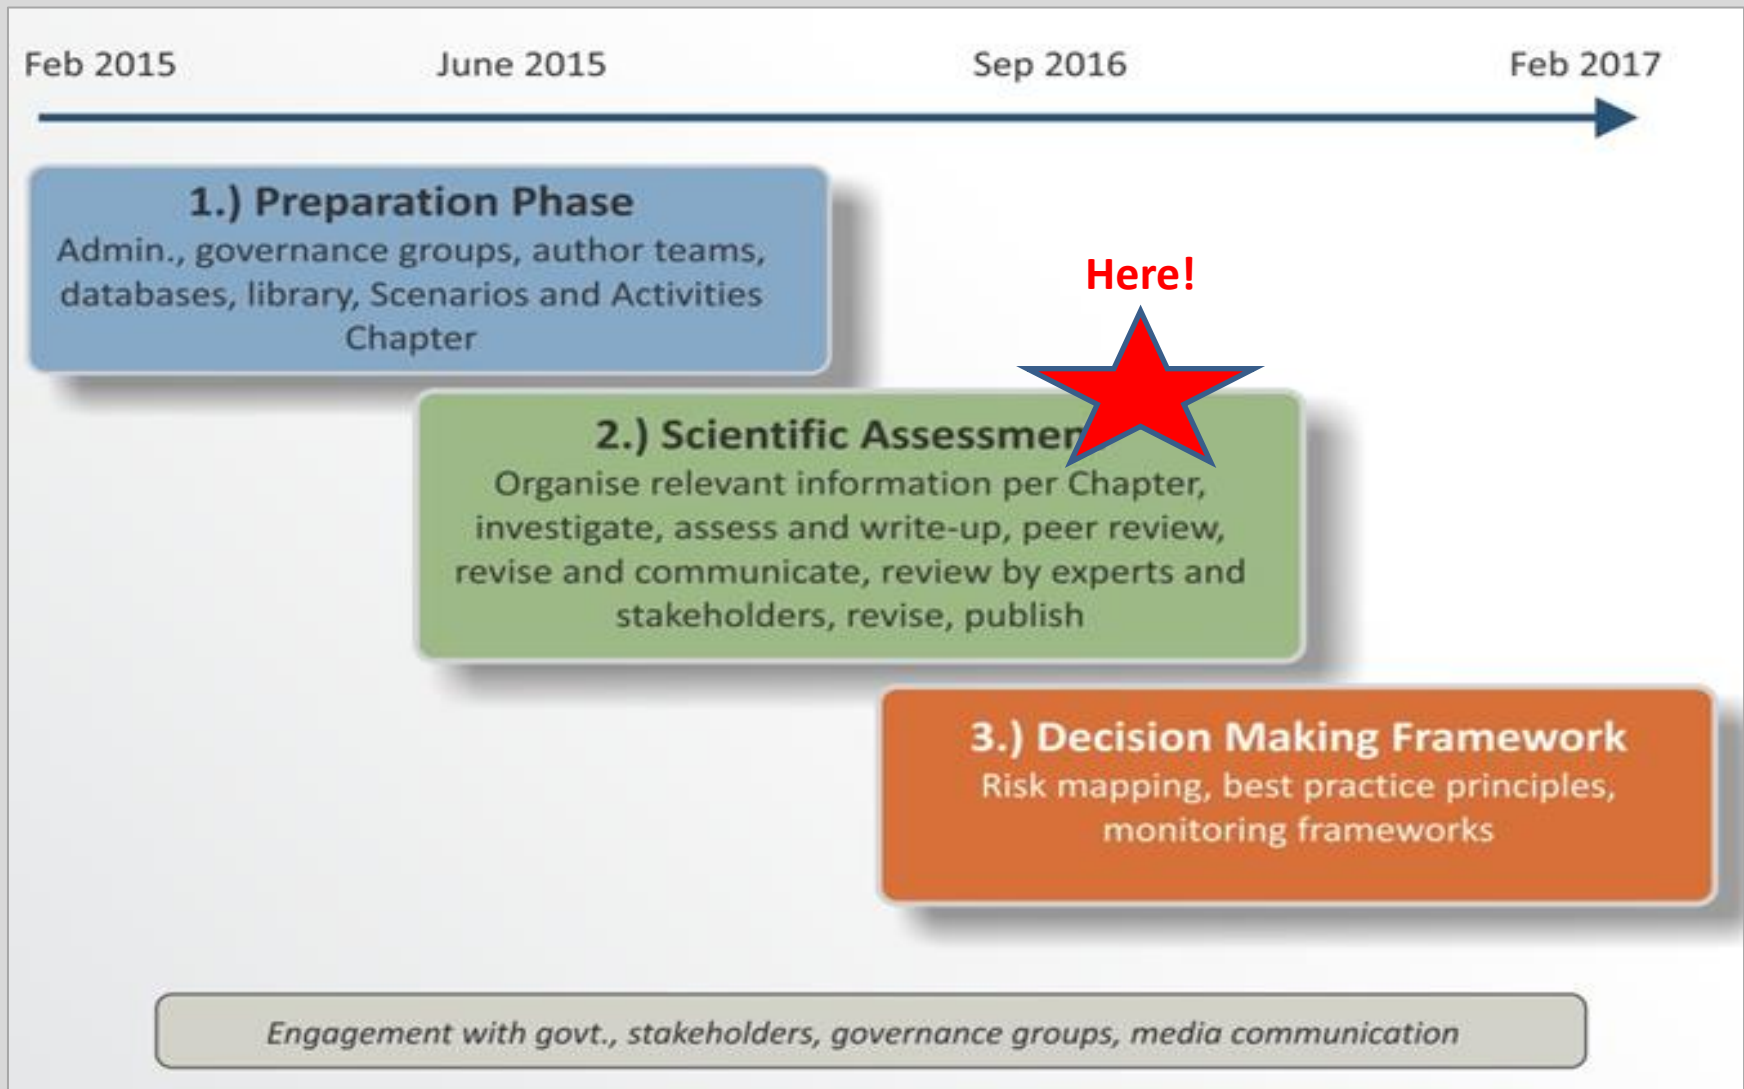 Feb 2015 June 2015 Sep 2016 Feb 2017
1.) Preparation Phase
Admin., governance groups, author teams,
databases, library, Scenarios and Activities
Chapter
Here!
2.) Scientific Assessmen
Organise relevant information per Chapter,
investigate, assess and write-up, peer review,
revise and communicate, review by experts and
stakeholders, revise, publish
3.) Decision Making Framework
Risk mapping, best practice principles,
monitoring frameworks
Engagement with govt., stakeholders, governance groups, media communication